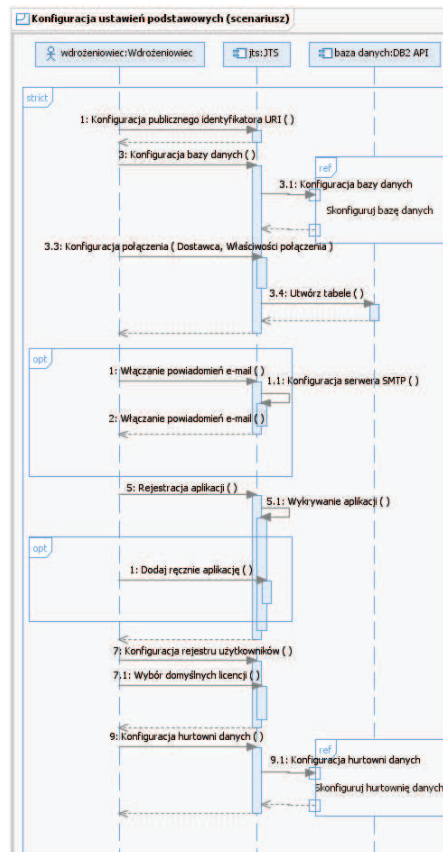 Konfiguracja ustawień podstawowych (scenariusz)
wdrożeniowiec:Wdrożeniowiec
jts:JTS
baza danych:DB2 API
strict
1: Konfiguracja publicznego identyfikatora URI ( )
3: Konfiguracja bazy danych ( )
ref
3.1: Konfiguracja bazy danych
Skonfiguruj bazę danych
3.3: Konfiguracja połączenia ( Dostawca, Właściwości połączenia )
3.4: Utwórz tabele ( )
opt
1: Włączanie powiadomień e-mail ( )
1.1: Konfiguracja serwera SMTP ( )
2: Włączanie powiadomień e-mail ( )
5: Rejestracja aplikacji ( )
5.1: Wykrywanie aplikacji ( )
opt
1: Dodaj ręcznie aplikację ( )
7: Konfiguracja rejestru użytkowników ( )
7.1: Wybór domyślnych licencji ( )
9: Konfiguracja hurtowni danych ( )
ref
9.1: Konfiguracja hurtowni danych
Skonfiguruj hurtownię danych